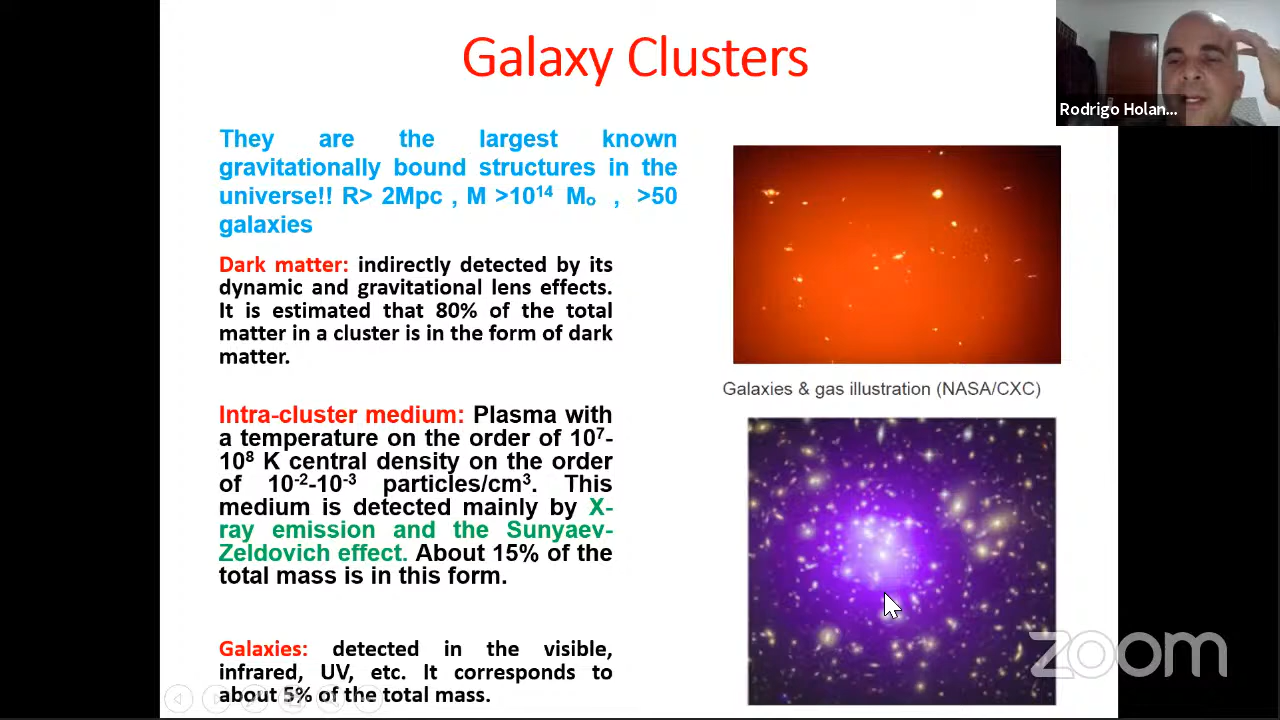 Galaxy Clusters
Rodrigo Holan...
They are the largest known
gravitationally bound structures in the
universe!! R> 2Mpc , M >10¹⁴ Mₒ , >50
galaxies
Dark matter: indirectly detected by its
dynamic and gravitational lens effects.
It is estimated that 80% of the total
matter in a cluster is in the form of dark
matter.
Galaxies & gas illustration (NASA/CXC)
Intra-cluster medium: Plasma with
a temperature on the order of 10⁷-
10⁸ K central density on the order
of 10⁻²-10⁻³ particles/cm³. This
medium is detected mainly by X-
ray emission and the Sunyaev-
Zeldovich effect. About 15% of the
total mass is in this form.
Galaxies: detected in the visible,
infrared, UV, etc. It corresponds to
about 5% of the total mass.
zoom